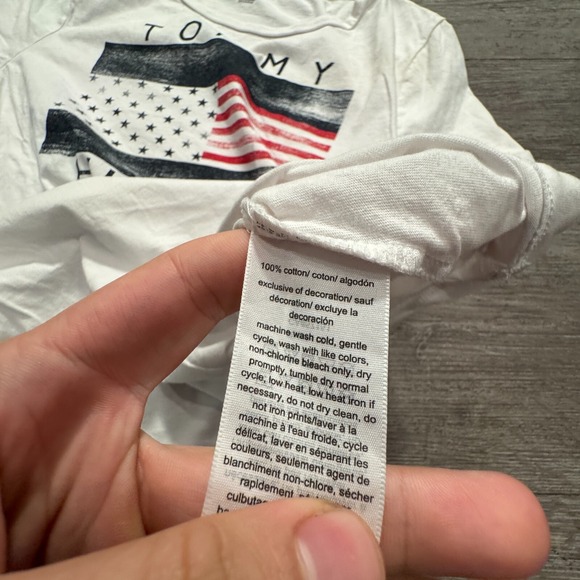 TOMMY
100% cotton/ coton/ algodón
exclusive of decoration/ sauf
décoration/ excluye la
decoración
machine wash cold, gentle
cycle, wash with like colors,
non-chlorine bleach only, dry
promptly, tumble dry normal
cycle, low heat, low heat iron if
necessary, do not dry clean, do
not iron prints/laver à la
machine à l'eau froide, cycle
délicat, laver en séparant les
couleurs, seulement agent de
blanchiment non-chlore, sécher
rapidement